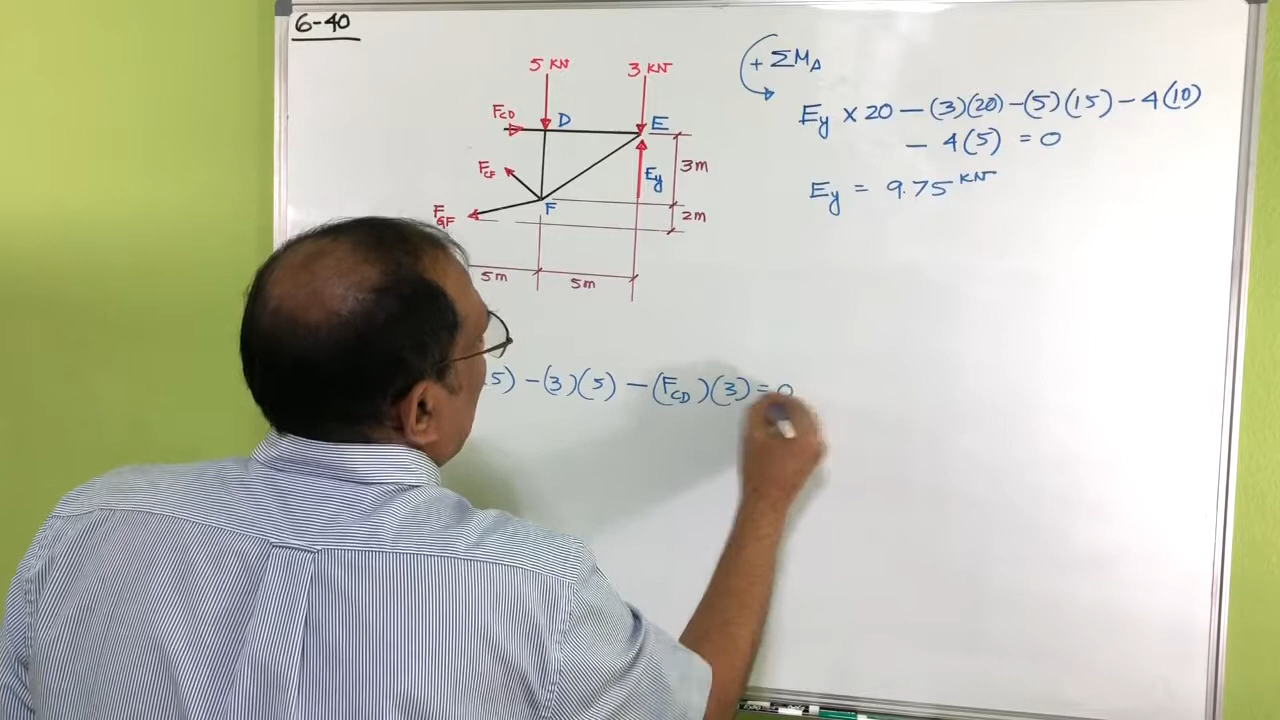 6-40
5 KN
3 KN
F_CD
D
E
F_CF
E_y
3m
F
F_GF
2m
5m
5m
+ ΣM_A
E_y × 20 - (3)(20) - (5)(15) - 4(10)
- 4(5) = 0
E_y = 9.75 KN
5) - (3)(5) - (F_CD)(3) = 0